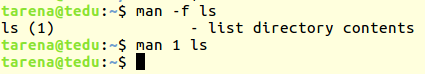 tarena@tedu:~$ man -f ls
ls (1)               - list directory contents
tarena@tedu:~$ man 1 ls
tarena@tedu:~$